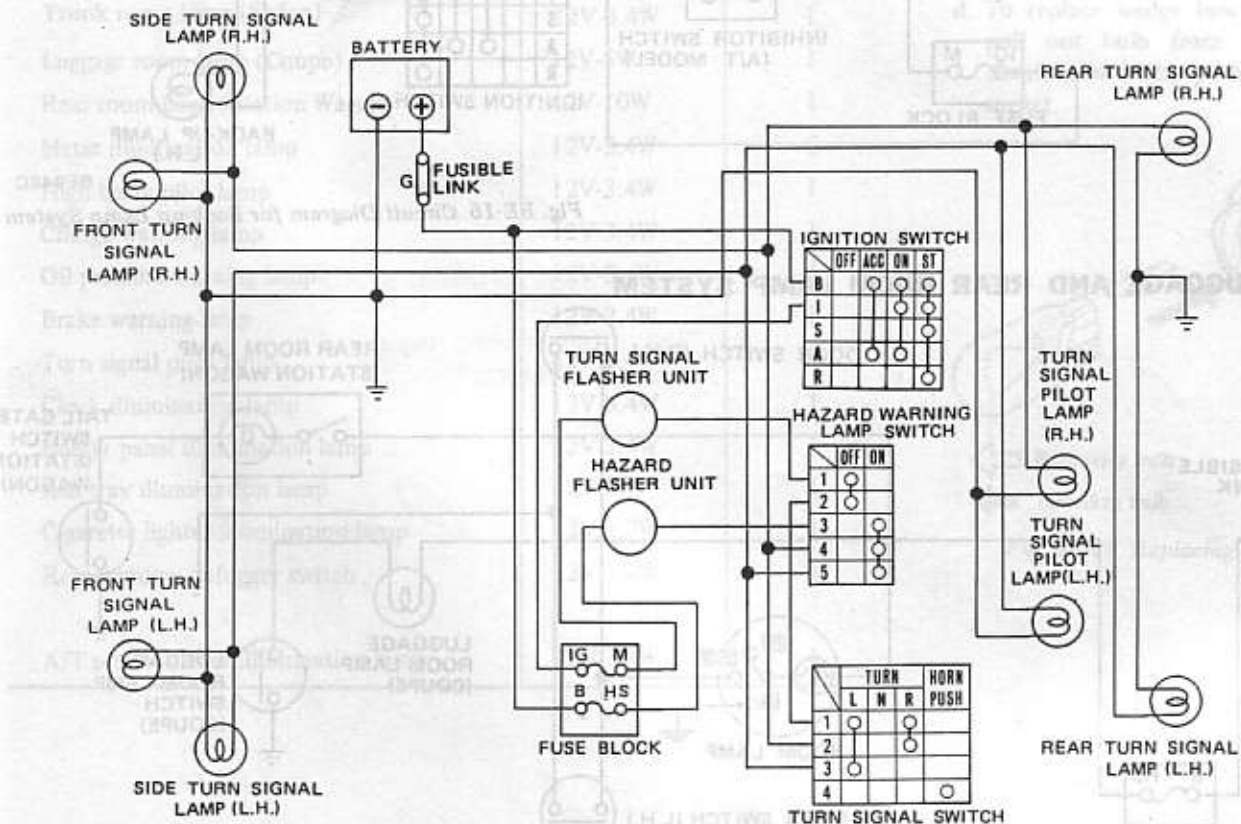 SIDE TURN SIGNAL
LAMP (R.H.)
BATTERY
REAR TURN SIGNAL
LAMP (R.H.)
FUSIBLE
LINK
G
FRONT TURN
SIGNAL
LAMP (R.H.)
IGNITION SWITCH
OFF ACC ON ST
B
I
S
A
R
TURN SIGNAL
FLASHER UNIT
TURN
SIGNAL
PILOT
LAMP
(R.H.)
HAZARD WARNING
LAMP SWITCH
OFF ON
1
2
3
4
5
HAZARD
FLASHER UNIT
TURN
SIGNAL
PILOT
LAMP(L.H.)
FRONT TURN
SIGNAL
LAMP (L.H.)
IG M
B HS
FUSE BLOCK
TURN HORN
L N R PUSH
1
2
3
4
TURN SIGNAL SWITCH
REAR TURN SIGNAL
LAMP (L.H.)
SIDE TURN SIGNAL
LAMP (L.H.)